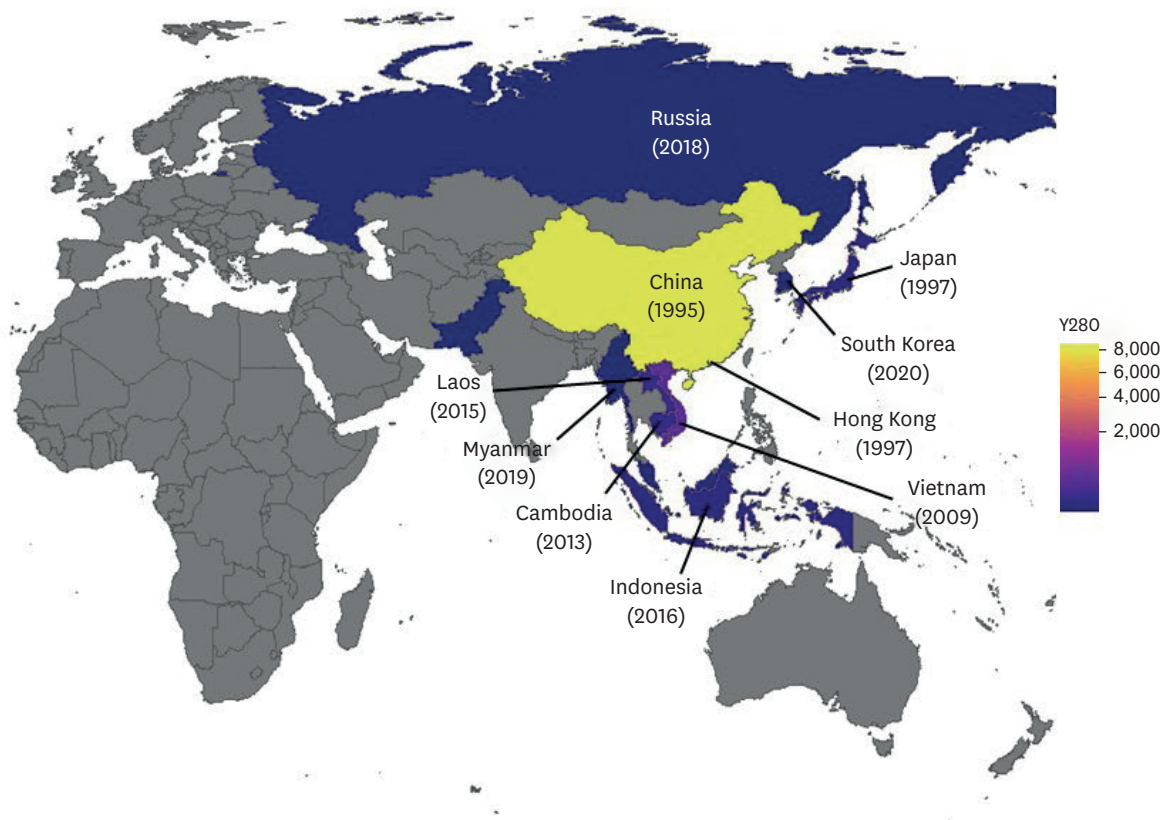 Russia
(2018)
China
(1995)
Japan
(1997)
South Korea
(2020)
Hong Kong
(1997)
Laos
(2015)
Myanmar
(2019)
Cambodia
(2013)
Vietnam
(2009)
Indonesia
(2016)
Y280
8,000
6,000
4,000
2,000